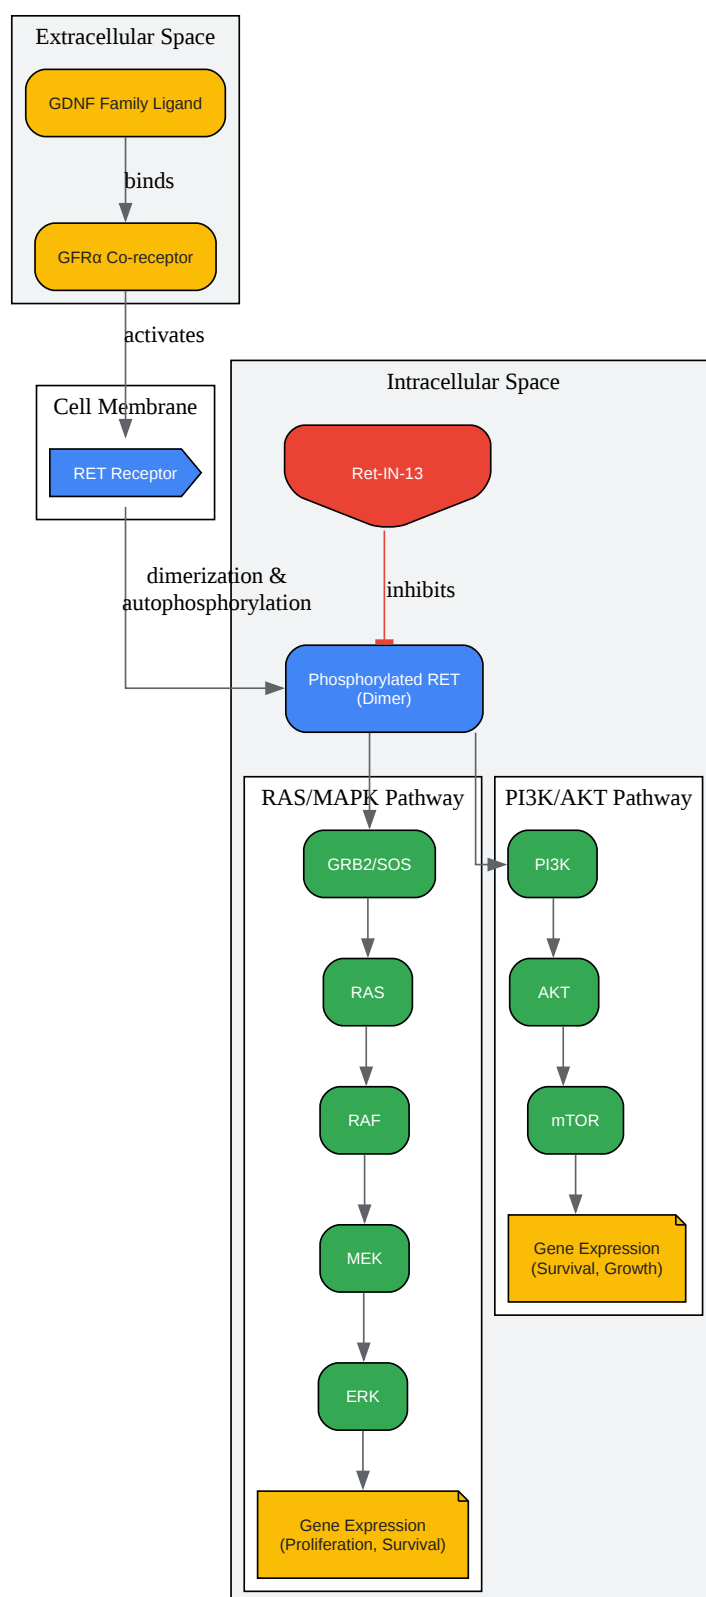 Extracellular Space
GDNF Family Ligand
binds
GFRα Co-receptor
activates
Cell Membrane
RET Receptor
dimerization &
autophosphorylation
Intracellular Space
Ret-IN-13
inhibits
Phosphorylated RET
(Dimer)
RAS/MAPK Pathway
GRB2/SOS
RAS
RAF
MEK
ERK
Gene Expression
(Proliferation, Survival)
PI3K/AKT Pathway
PI3K
AKT
mTOR
Gene Expression
(Survival, Growth)